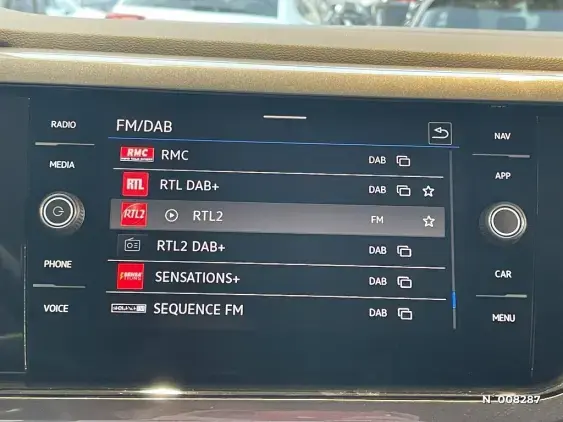 RADIO
FM/DAB
NAV
MEDIA
RMC RMC DAB
APP
RTL RTL DAB+ DAB
RTL2 RTL2 FM
PHONE
RTL2 DAB+ DAB
CAR
SENSATIONS+ DAB
VOICE
SEQUENCE FM DAB
MENU
N_008287